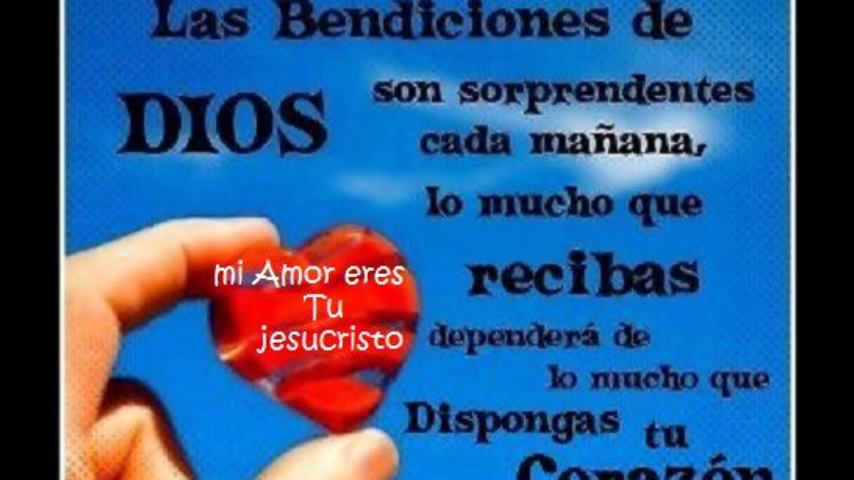 Las Bendiciones de
DIOS
son sorprendentes
cada mañana,
lo mucho que
recibas
dependerá de
lo mucho que
Dispongas tu
Corazón
mi Amor eres
Tu
jesucristo